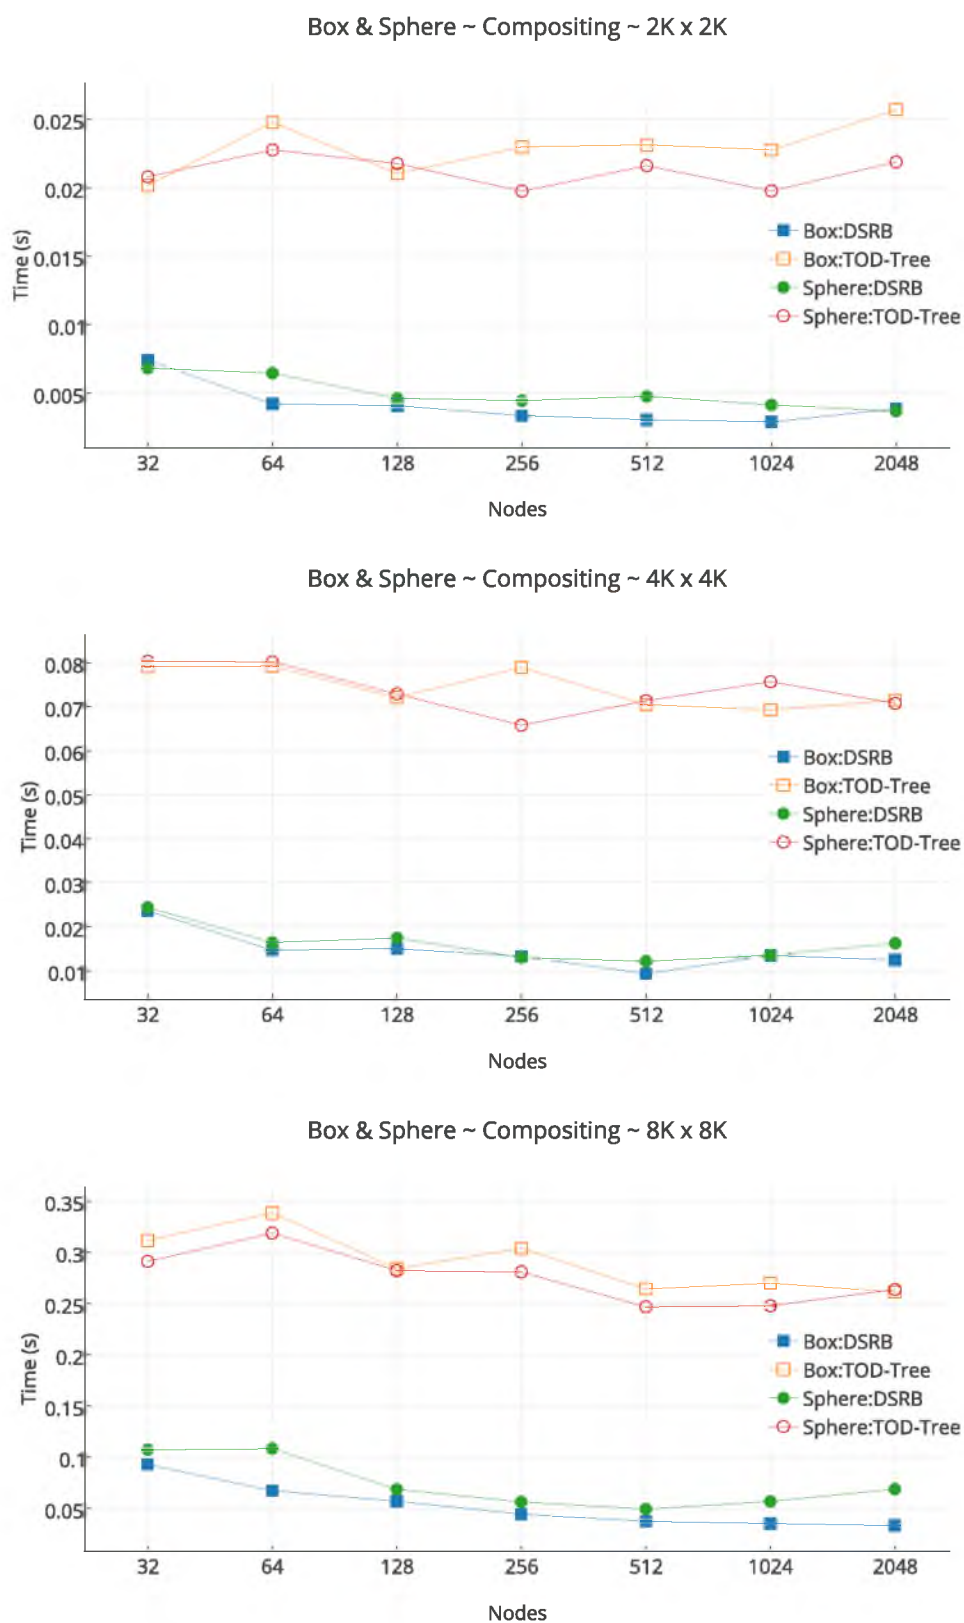 Box & Sphere ~ Compositing ~ 2K x 2K
0.025
0.02
0.015
0.01
0.005
Time (s)
Box:DSRB
Box:TOD-Tree
Sphere:DSRB
Sphere:TOD-Tree
32 64 128 256 512 1024 2048
Nodes
Box & Sphere ~ Compositing ~ 4K x 4K
0.08
0.07
0.06
0.05
0.04
0.03
0.02
0.01
Time (s)
Box:DSRB
Box:TOD-Tree
Sphere:DSRB
Sphere:TOD-Tree
32 64 128 256 512 1024 2048
Nodes
Box & Sphere ~ Compositing ~ 8K x 8K
0.35
0.3
0.25
0.2
0.15
0.1
0.05
Time (s)
Box:DSRB
Box:TOD-Tree
Sphere:DSRB
Sphere:TOD-Tree
32 64 128 256 512 1024 2048
Nodes